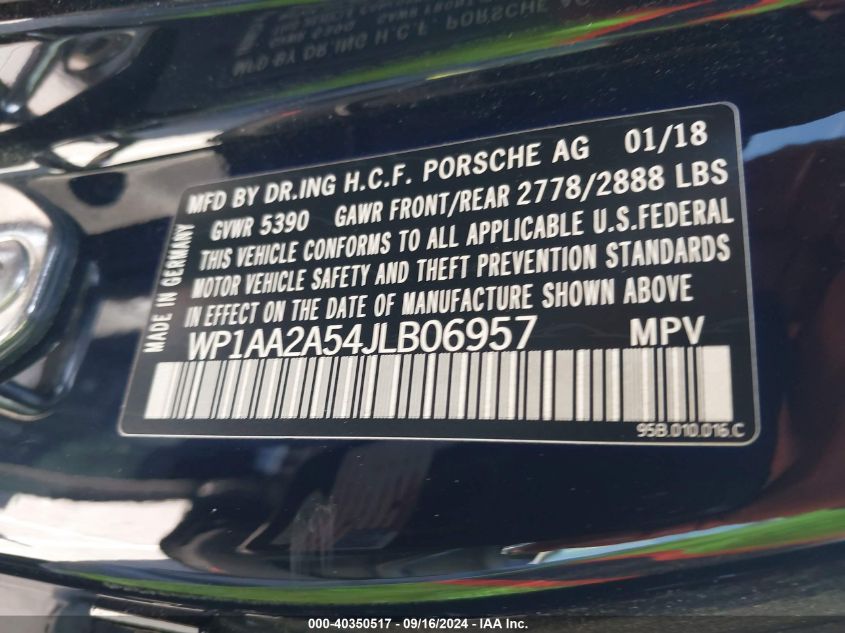 MFD BY DR.ING H.C.F. PORSCHE AG 01/18
GVWR 5390 GAWR FRONT/REAR 2778/2888 LBS
THIS VEHICLE CONFORMS TO ALL APPLICABLE U.S.FEDERAL
MOTOR VEHICLE SAFETY AND THEFT PREVENTION STANDARDS
IN EFFECT ON THE DATE OF MANUFACTURE SHOWN ABOVE
WP1AA2A54JLB06957 MPV
MADE IN GERMANY
95B.010.016.C
000-40350517 - 09/16/2024 - IAAI.com